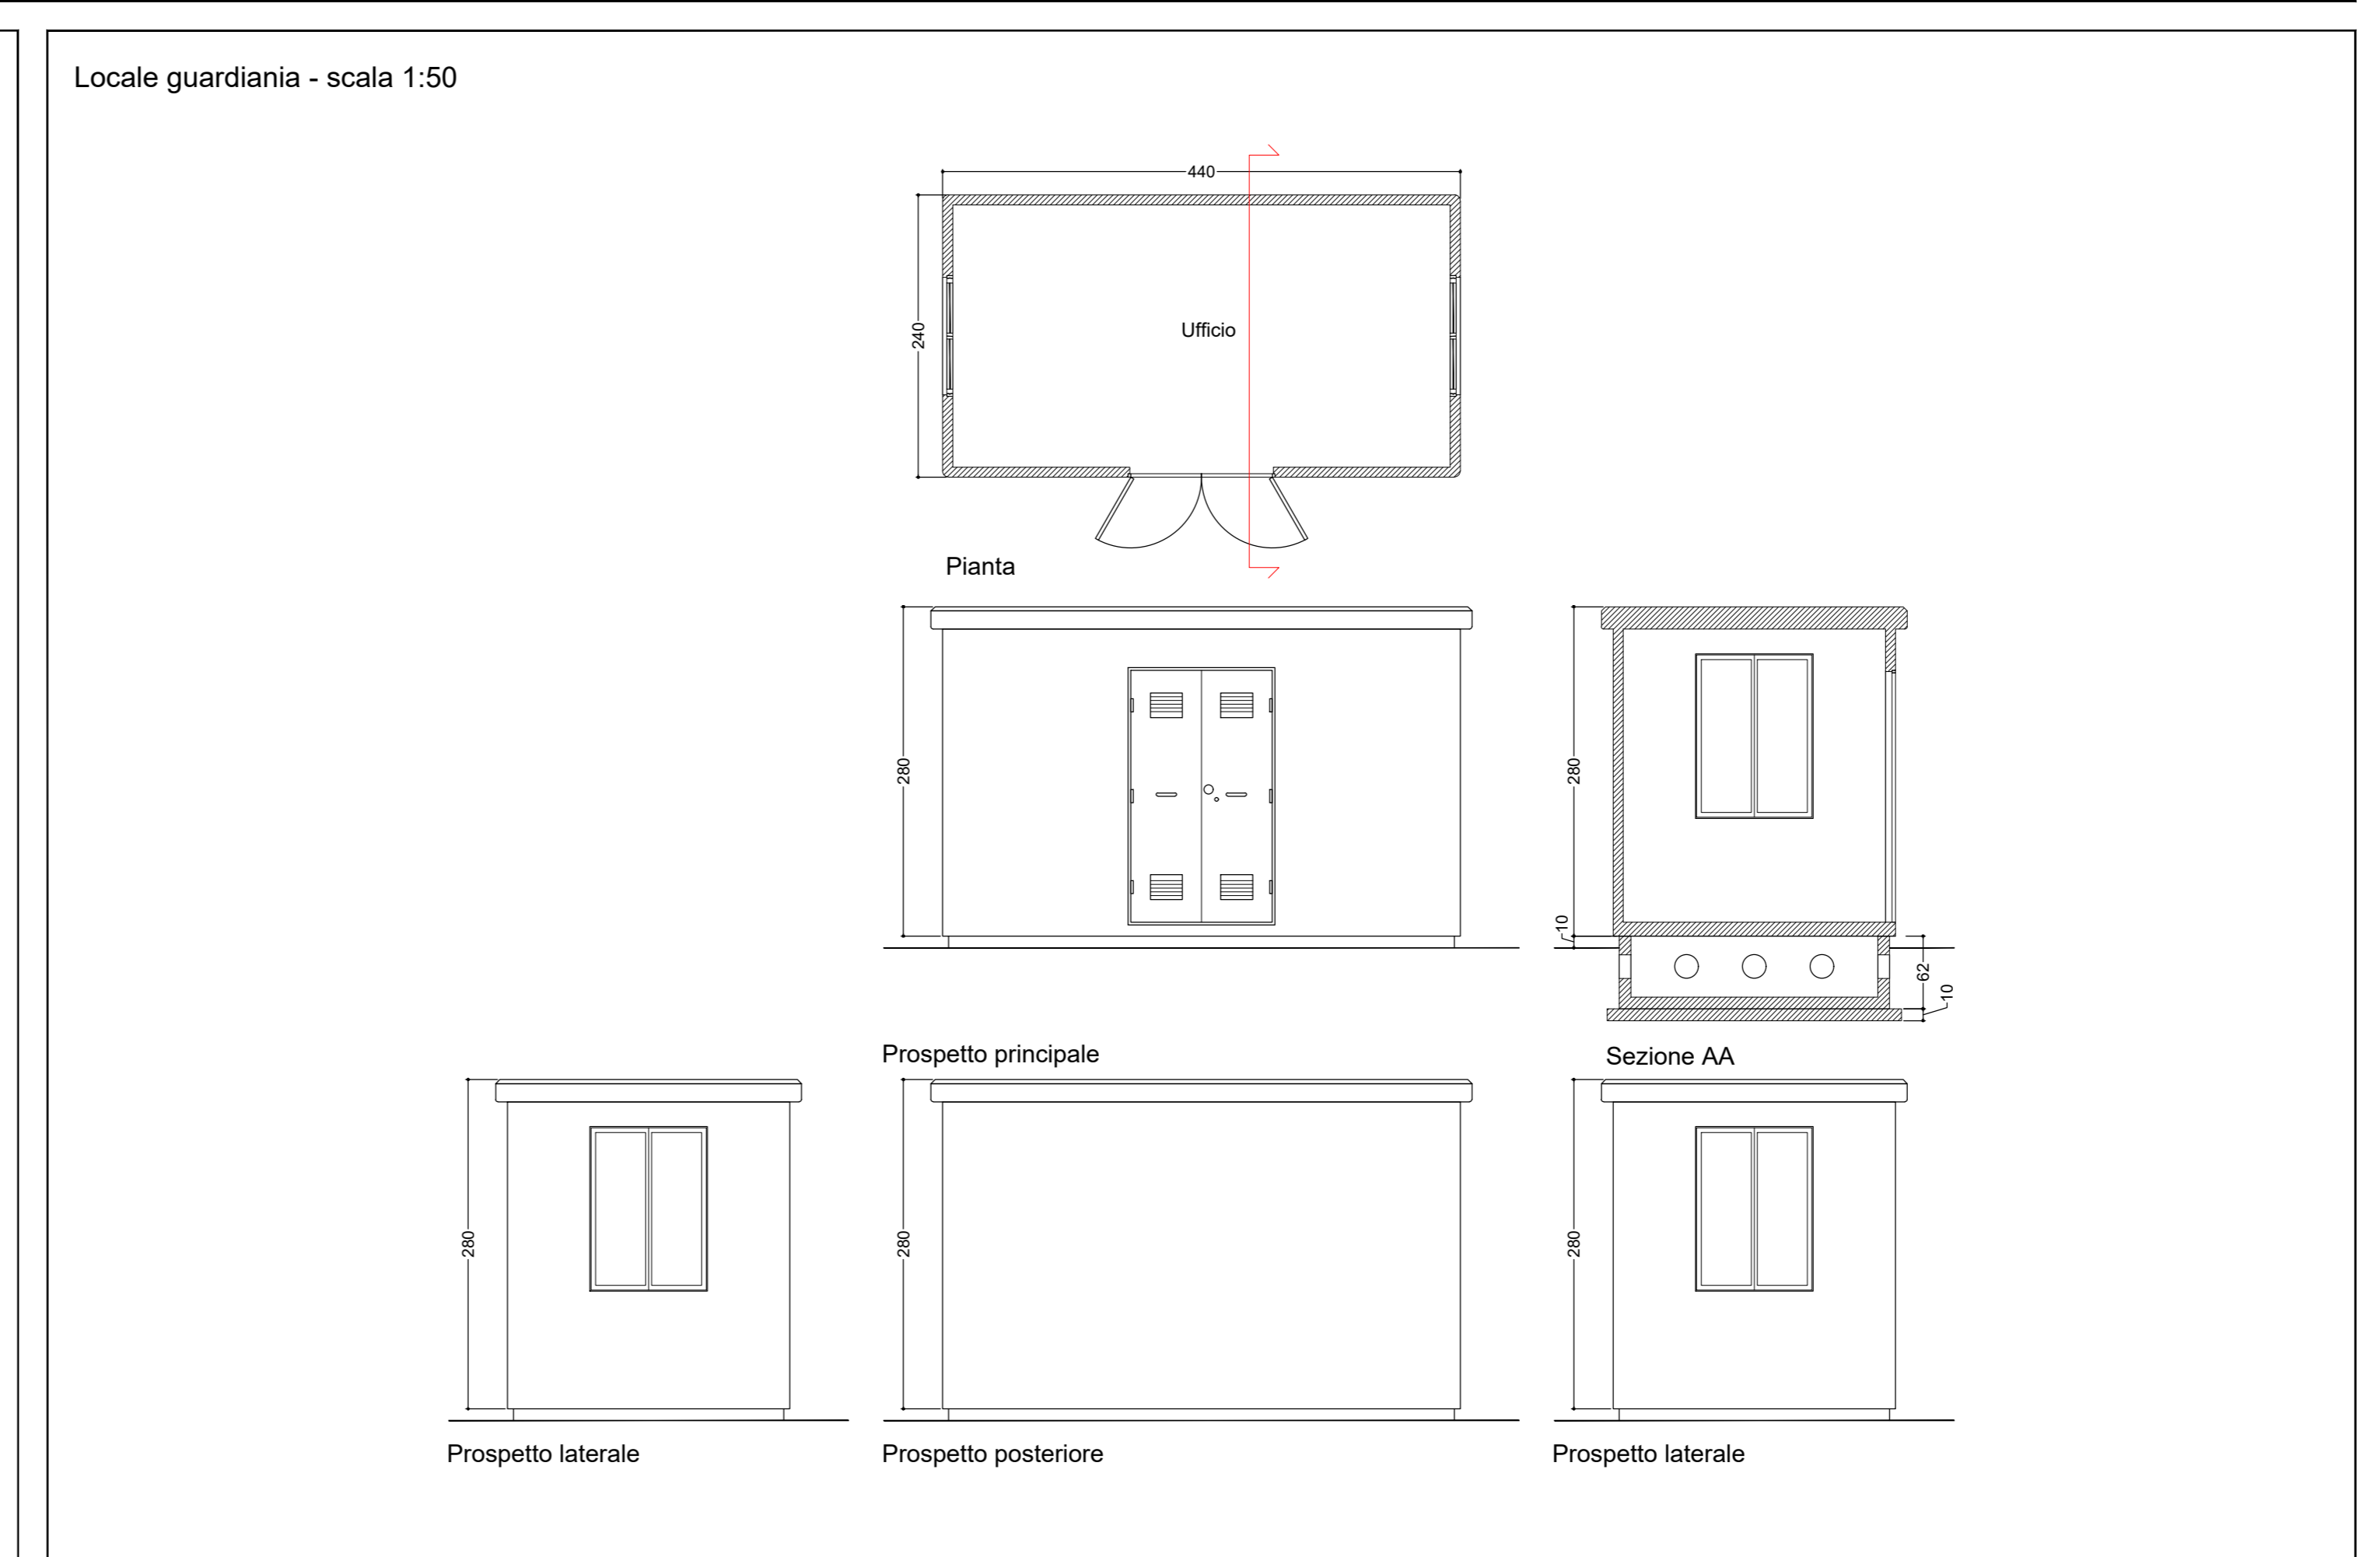 Locale guardiania - scala 1:50
440
240
Ufficio
Pianta
280
280
10
62
10
Prospetto principale
Sezione AA
280
280
280
Prospetto laterale
Prospetto posteriore
Prospetto laterale